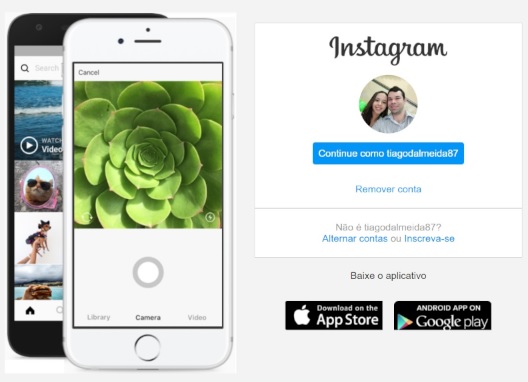 Search
WATCH
Video
Cancel
Library Camera Video
Instagram
Continue como tiagodalmeida87
Remover conta
Não é tiagodalmeida87?
Alternar contas ou Inscreva-se
Baixe o aplicativo
Download on the
App Store
ANDROID APP ON
Google play